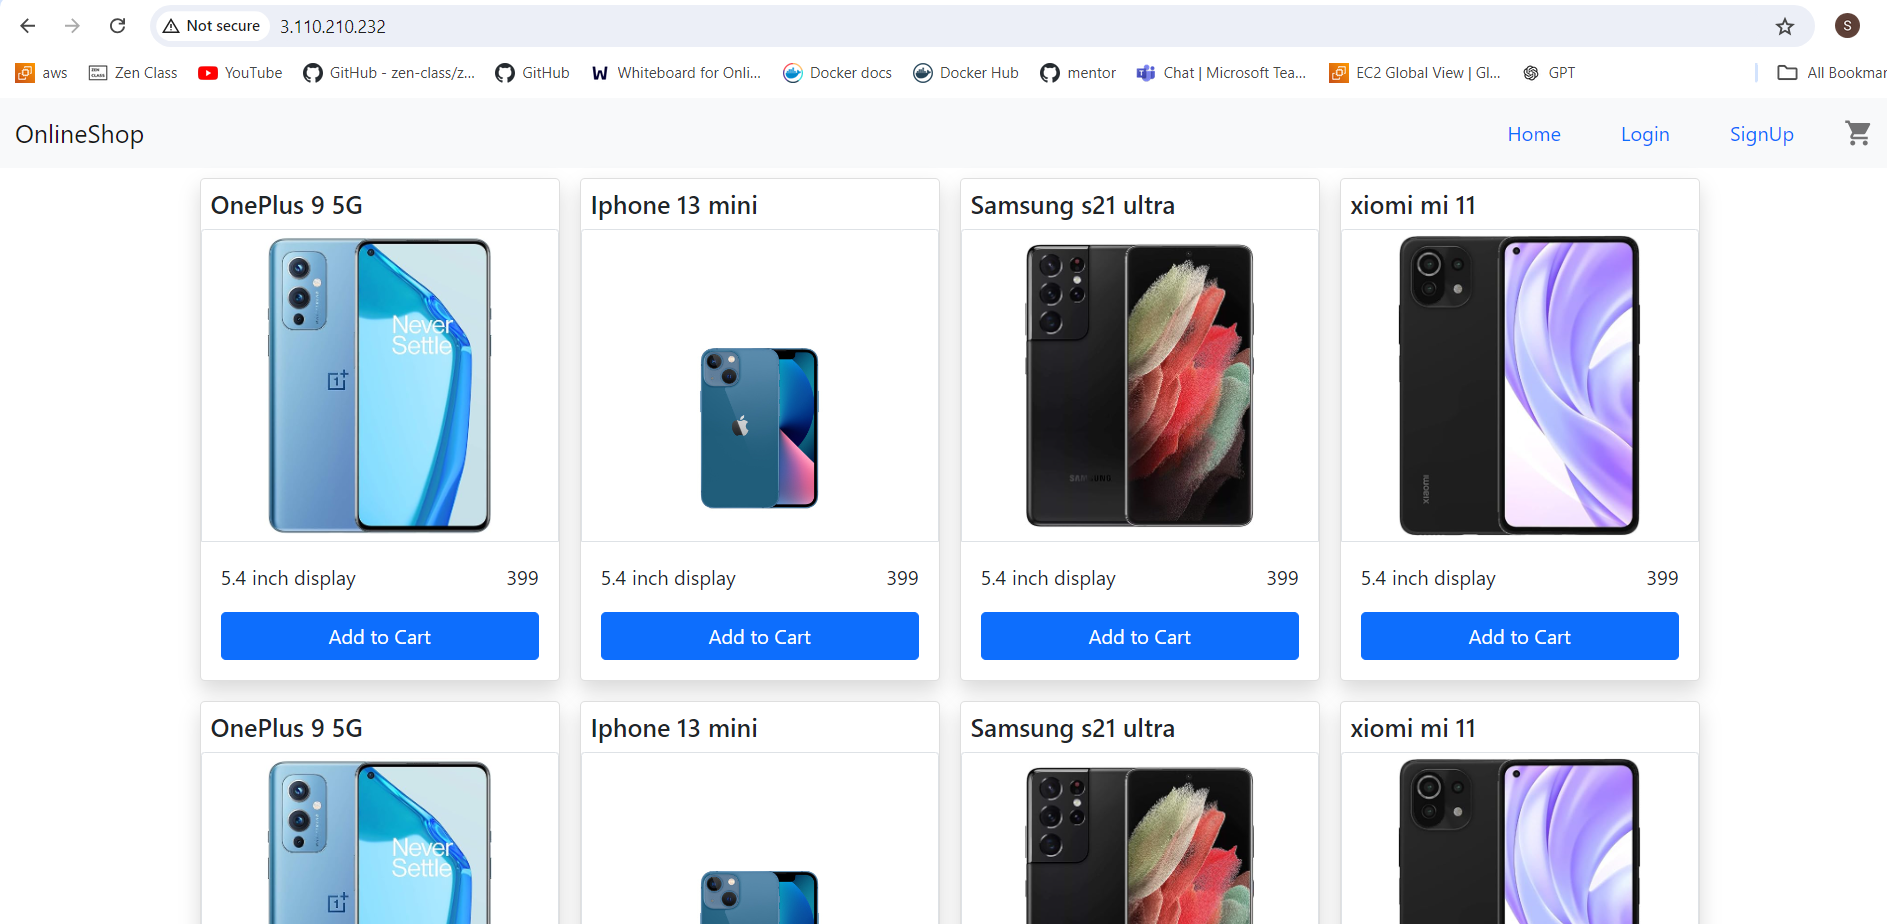 Not secure 3.110.210.232 S
aws Zen Class YouTube GitHub - zen-class/z... GitHub W Whiteboard for Onli... Docker docs Docker Hub mentor Chat | Microsoft Tea... EC2 Global View | Gl... GPT All Bookmar
OnlineShop Home Login SignUp
OnePlus 9 5G Iphone 13 mini Samsung s21 ultra xiomi mi 11
Never
Settle
SAMSUNG
xiaomi
5.4 inch display 399 5.4 inch display 399 5.4 inch display 399 5.4 inch display 399
Add to Cart Add to Cart Add to Cart Add to Cart
OnePlus 9 5G Iphone 13 mini Samsung s21 ultra xiomi mi 11
Never
Settle